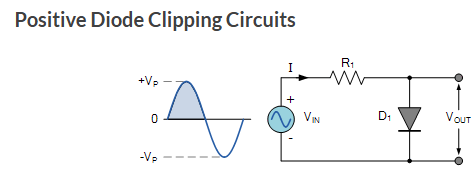 Positive Diode Clipping Circuits
+VP
0
-VP
I
R1
+
VIN
-
D1
VOUT